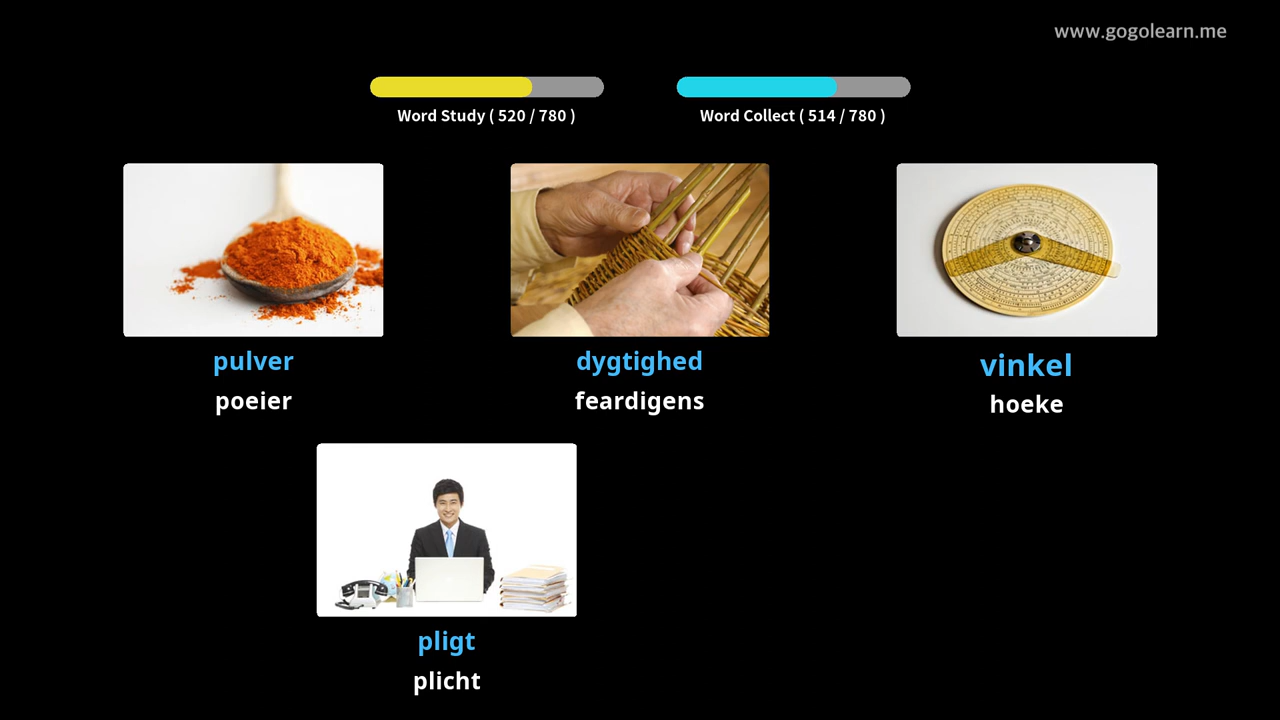 www.gogolearn.me
Word Study ( 520 / 780 )
Word Collect ( 514 / 780 )
pulver
poeier
dygtighed
feardigens
vinkel
hoeke
pligt
plicht